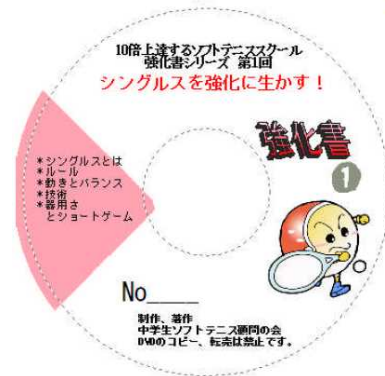 10倍上達するソフトテニススクール
強化書シリーズ 第1回
シングルスを強化に生かす!
強化書
1
*シングルスとは
*ルール
*動きとバランス
*技術
*器用さ
とショートゲーム
No____
制作、著作
中学生ソフトテニス顧問の会
DVDのコピー、転売は禁止です。